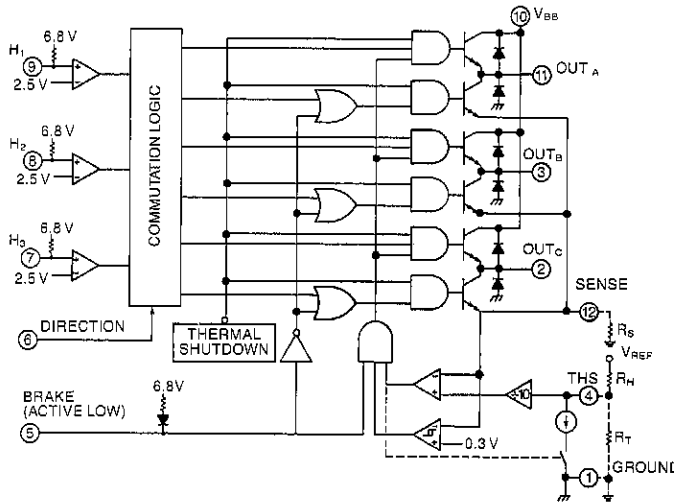 10 VBB
H1
6.8 V
9
2.5 V
11 OUT A
COMMUTATION LOGIC
H2
6.8 V
8
2.5 V
OUTB
3
H3
6.8 V
7
2.5 V
OUTC
2
SENSE
12
RS
DIRECTION
6
THERMAL
SHUTDOWN
VREF
THS
4
RH
÷10
6.8V
BRAKE
(ACTIVE LOW)
5
0.3 V
RT
1
GROUND